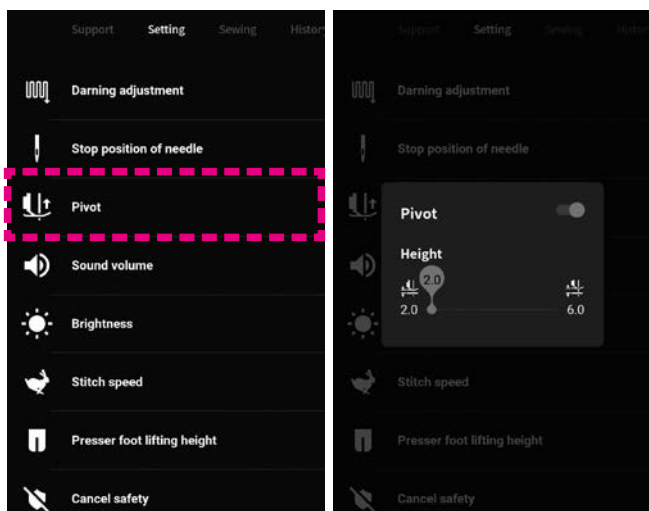 Support Setting Sewing History
Darning adjustment
Stop position of needle
Pivot
Sound volume
Brightness
Stitch speed
Presser foot lifting height
Cancel safety
Support Setting Sewing History
Darning adjustment
Stop position of needle
Pivot
Height
2.0
2.0 6.0
Stitch speed
Presser foot lifting height
Cancel safety